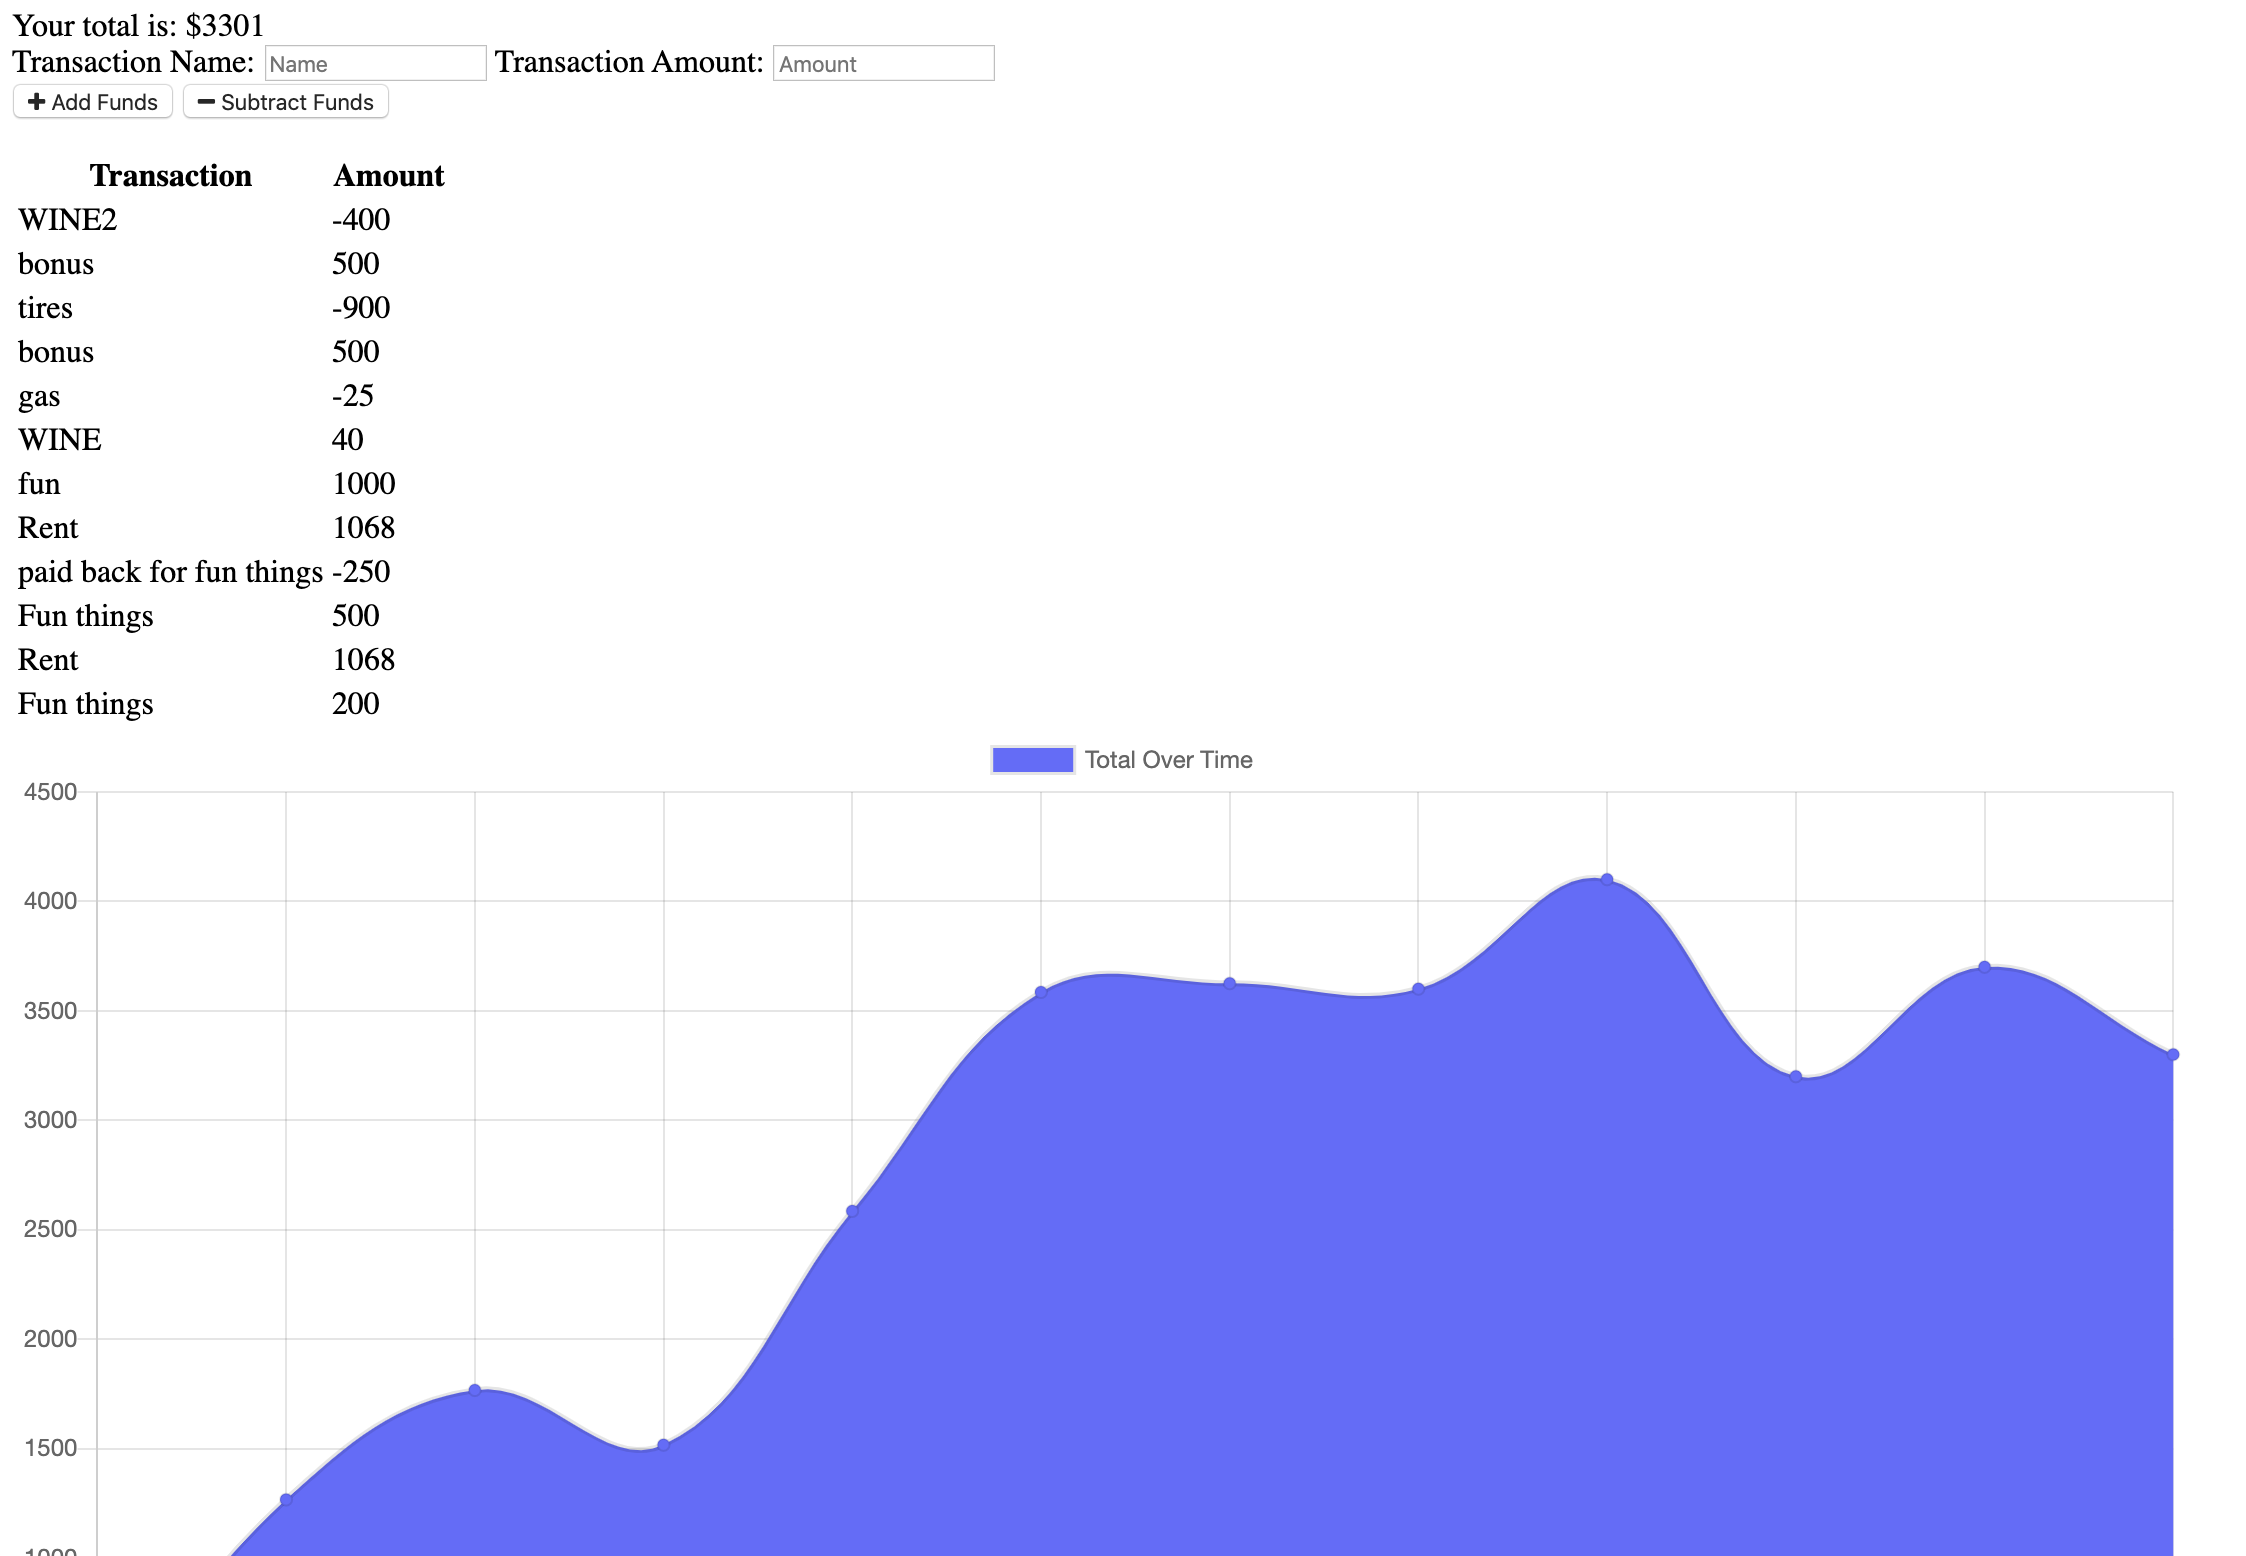 Your total is: $3301
Transaction Name: Name Transaction Amount: Amount
Add Funds Subtract Funds
Transaction Amount
WINE2 -400
bonus 500
tires -900
bonus 500
gas -25
WINE 40
fun 1000
Rent 1068
paid back for fun things -250
Fun things 500
Rent 1068
Fun things 200
Total Over Time
4500
4000
3500
3000
2500
2000
1500
1000